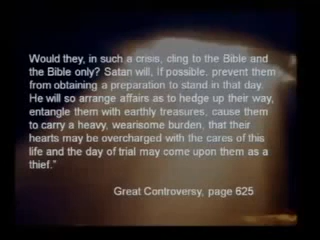 Would they, in such a crisis, cling to the Bible and
the Bible only? Satan will, If possible, prevent them
from obtaining a preparation to stand in that day.
He will so arrange affairs as to hedge up their way,
entangle them with earthly treasures, cause them
to carry a heavy, wearisome burden, that their
hearts may be overcharged with the cares of this
life and the day of trial may come upon them as a
thief."
Great Controversy, page 625